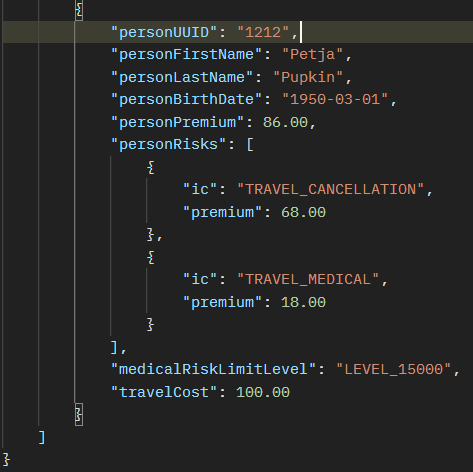 {
"personUUID": "1212",
"personFirstName": "Petja",
"personLastName": "Pupkin",
"personBirthDate": "1950-03-01",
"personPremium": 86.00,
"personRisks": [
{
"ic": "TRAVEL_CANCELLATION",
"premium": 68.00
},
{
"ic": "TRAVEL_MEDICAL",
"premium": 18.00
}
],
"medicalRiskLimitLevel": "LEVEL_15000",
"travelCost": 100.00
}
]
}